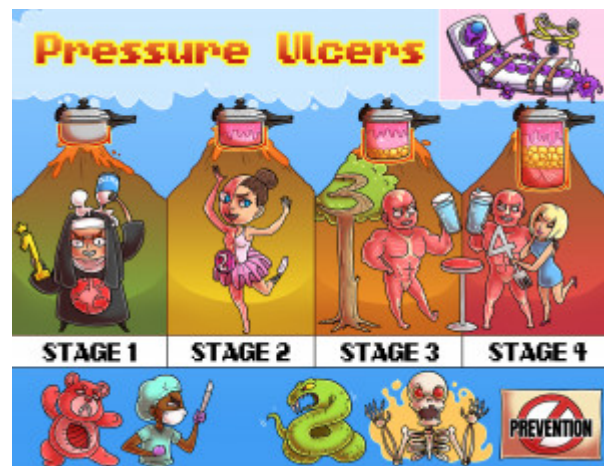 Pressure Ulcers
STAGE 1
STAGE 2
STAGE 3
STAGE 4
PREVENTION